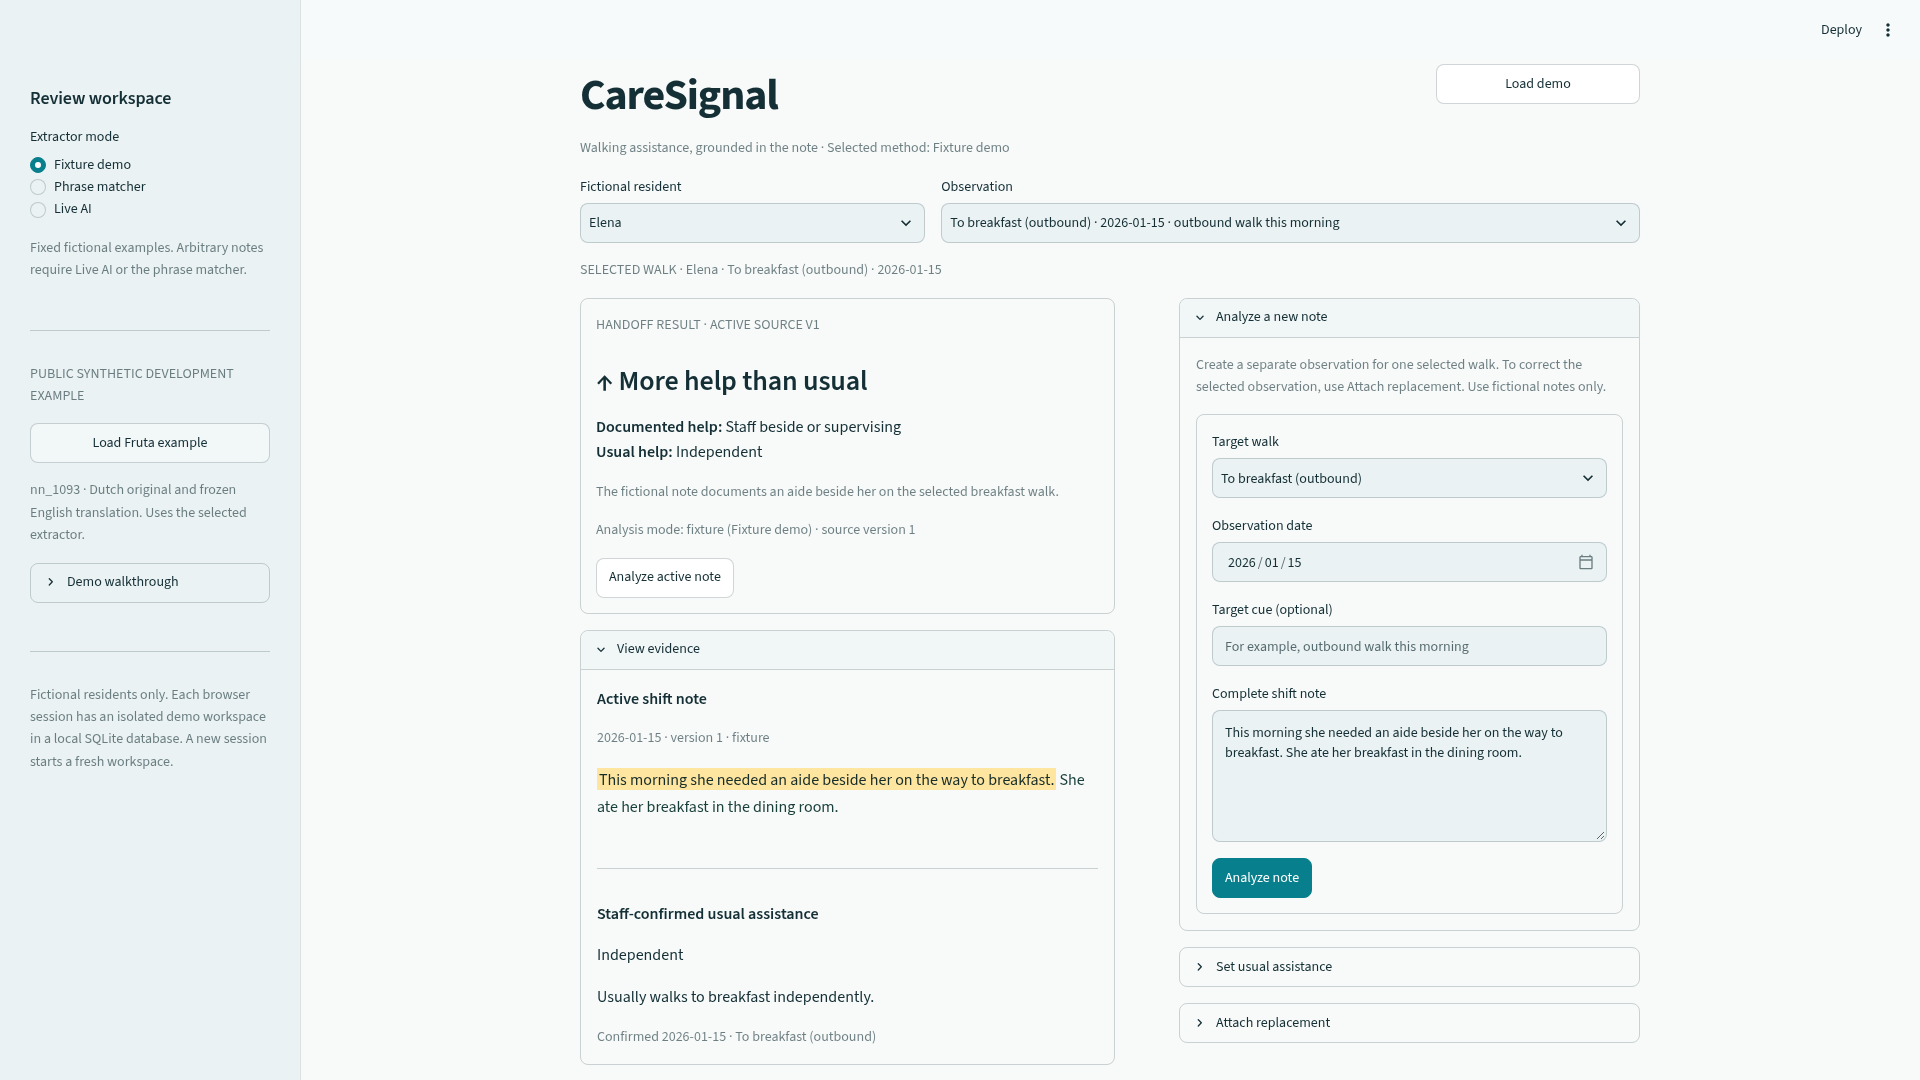 Deploy
Review workspace
Extractor mode
Fixture demo
Phrase matcher
Live AI
Fixed fictional examples. Arbitrary notes
require Live AI or the phrase matcher.
PUBLIC SYNTHETIC DEVELOPMENT
EXAMPLE
Load Fruta example
nn_1093 · Dutch original and frozen
English translation. Uses the selected
extractor.
Demo walkthrough
Fictional residents only. Each browser
session has an isolated demo workspace
in a local SQLite database. A new session
starts a fresh workspace.
CareSignal
Load demo
Walking assistance, grounded in the note · Selected method: Fixture demo
Fictional resident
Elena
Observation
To breakfast (outbound) · 2026-01-15 · outbound walk this morning
SELECTED WALK · Elena · To breakfast (outbound) · 2026-01-15
HANDOFF RESULT · ACTIVE SOURCE V1
↑ More help than usual
Documented help: Staff beside or supervising
Usual help: Independent
The fictional note documents an aide beside her on the selected breakfast walk.
Analysis mode: fixture (Fixture demo) · source version 1
Analyze active note
View evidence
Active shift note
2026-01-15 · version 1 · fixture
This morning she needed an aide beside her on the way to breakfast. She
ate her breakfast in the dining room.
Staff-confirmed usual assistance
Independent
Usually walks to breakfast independently.
Confirmed 2026-01-15 · To breakfast (outbound)
Analyze a new note
Create a separate observation for one selected walk. To correct the
selected observation, use Attach replacement. Use fictional notes only.
Target walk
To breakfast (outbound)
Observation date
2026 / 01 / 15
Target cue (optional)
For example, outbound walk this morning
Complete shift note
This morning she needed an aide beside her on the way to
breakfast. She ate her breakfast in the dining room.
Analyze note
Set usual assistance
Attach replacement